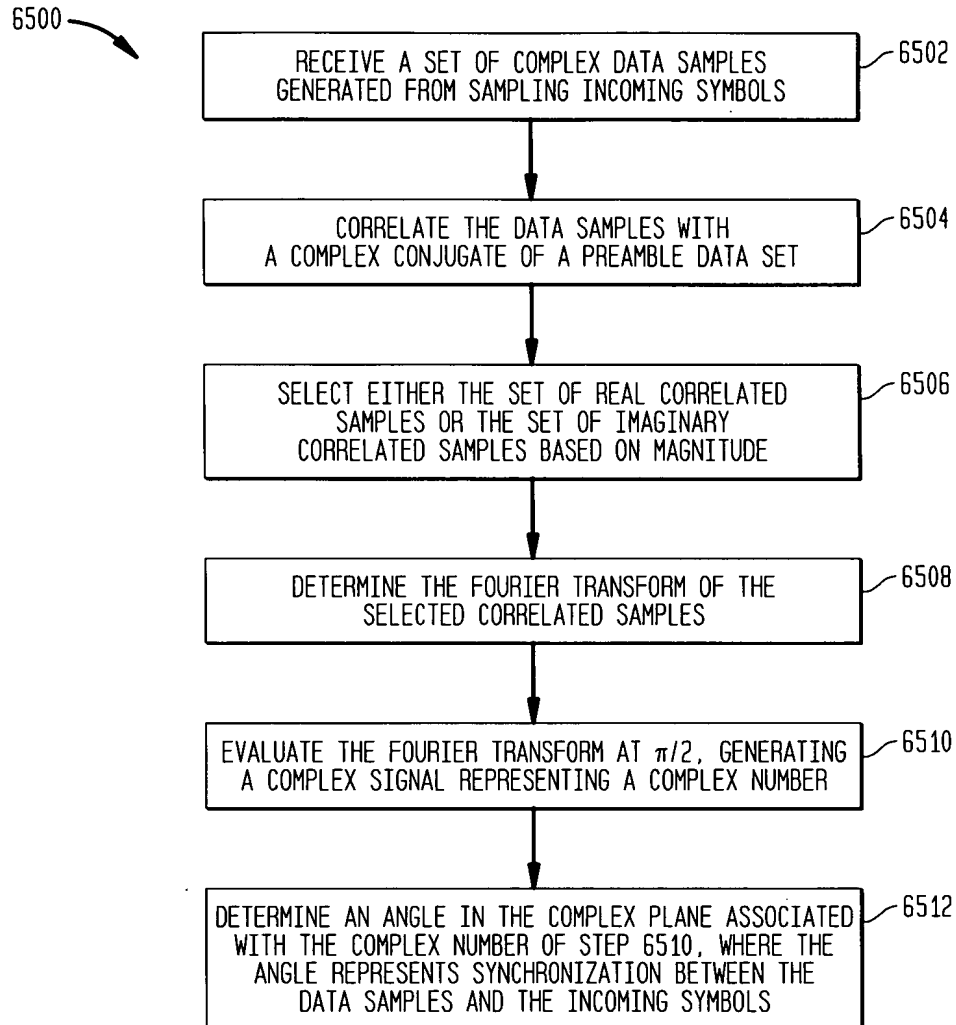 6500
RECEIVE A SET OF COMPLEX DATA SAMPLES
GENERATED FROM SAMPLING INCOMING SYMBOLS
6502
CORRELATE THE DATA SAMPLES WITH
A COMPLEX CONJUGATE OF A PREAMBLE DATA SET
6504
SELECT EITHER THE SET OF REAL CORRELATED
SAMPLES OR THE SET OF IMAGINARY
CORRELATED SAMPLES BASED ON MAGNITUDE
6506
DETERMINE THE FOURIER TRANSFORM OF THE
SELECTED CORRELATED SAMPLES
6508
EVALUATE THE FOURIER TRANSFORM AT π/2, GENERATING
A COMPLEX SIGNAL REPRESENTING A COMPLEX NUMBER
6510
DETERMINE AN ANGLE IN THE COMPLEX PLANE ASSOCIATED
WITH THE COMPLEX NUMBER OF STEP 6510, WHERE THE
ANGLE REPRESENTS SYNCHRONIZATION BETWEEN THE
DATA SAMPLES AND THE INCOMING SYMBOLS
6512